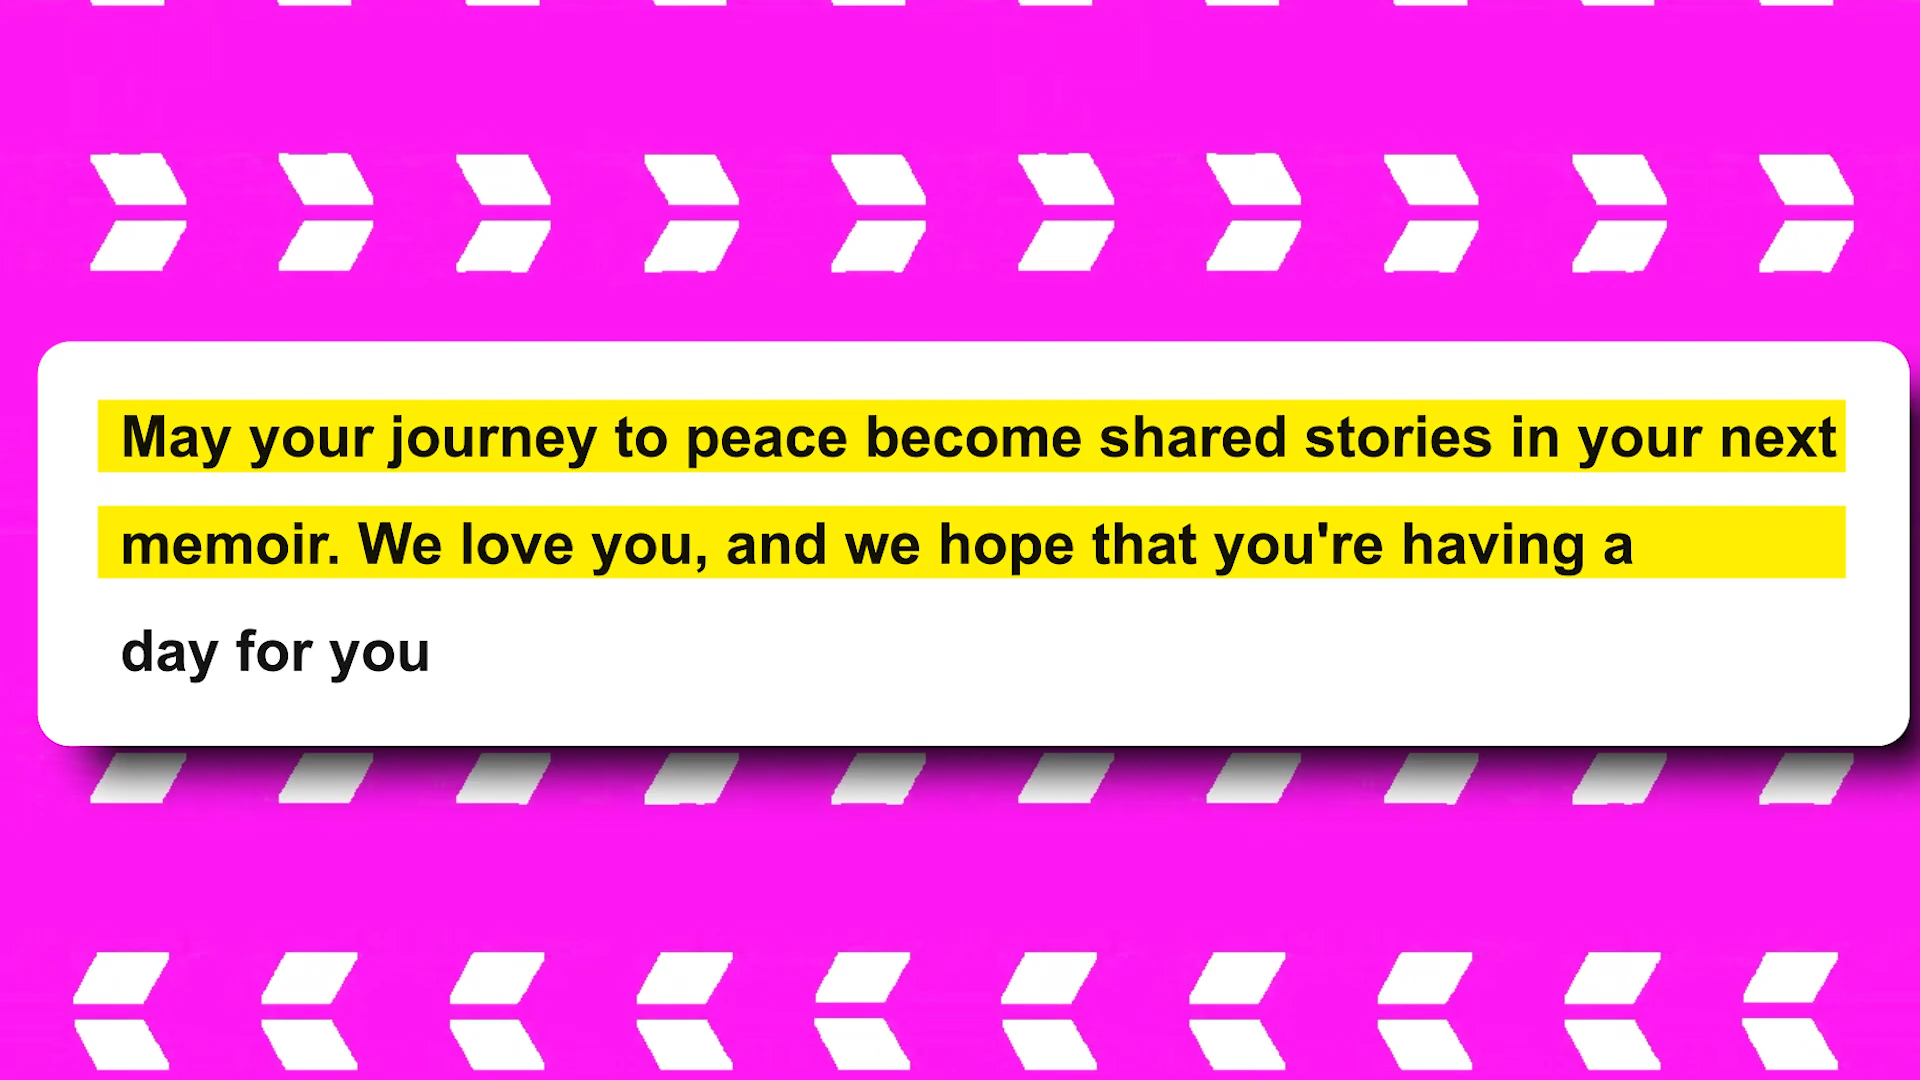 May your journey to peace become shared stories in your next
memoir. We love you, and we hope that you're having a
day for you